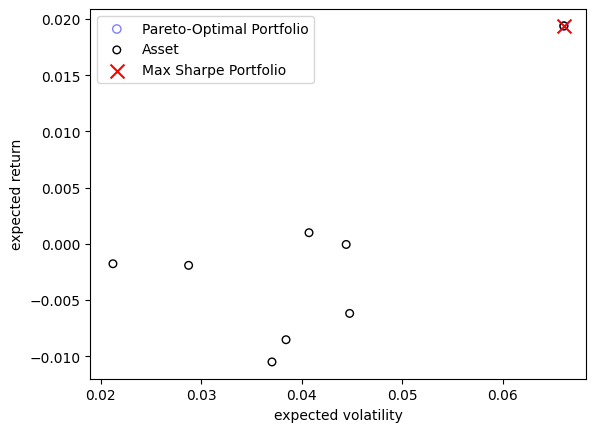 0.020
0.015
0.010
0.005
0.000
−0.005
−0.010
expected return
Pareto-Optimal Portfolio
Asset
Max Sharpe Portfolio
0.02 0.03 0.04 0.05 0.06
expected volatility